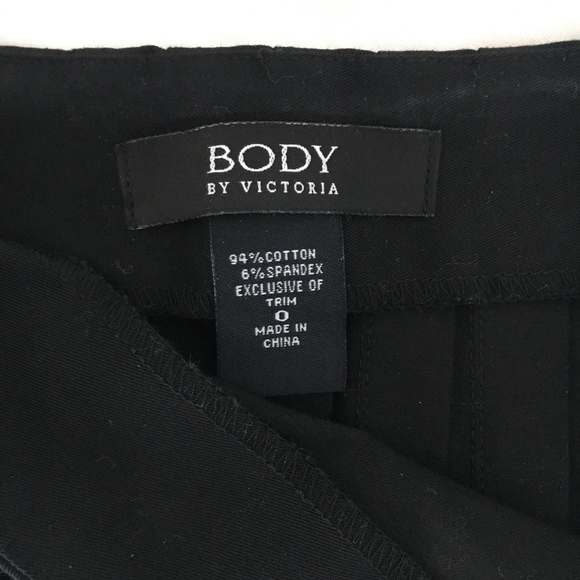 BODY
BY VICTORIA
94% COTTON
6% SPANDEX
EXCLUSIVE OF
TRIM
0
MADE IN
CHINA